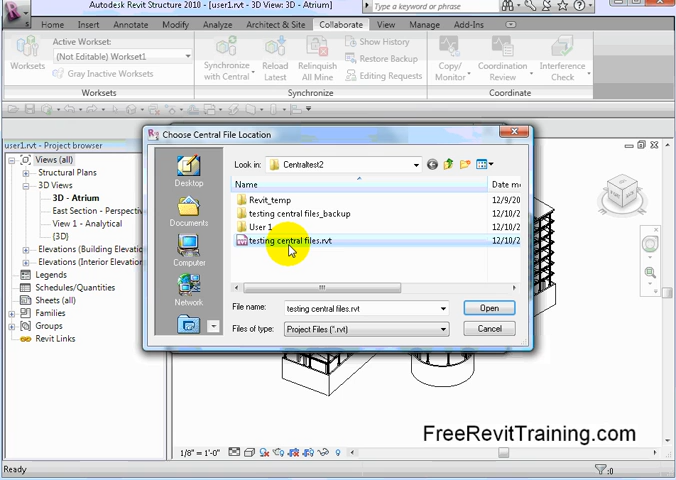 Autodesk Revit Structure 2010 - [user1.rvt - 3D View: 3D - Atrium]
Type a keyword or phrase
Home Insert Annotate Modify Architect & Site Collaborate View Manage Add-Ins
Active Workset:
(Not Editable) Workset1
Gray Inactive Worksets
Worksets
Synchronize with Central
Reload Latest
Relinquish All Mine
Show History
Restore Backup
Editing Requests
Copy/ Monitor
Coordination Review
Interference Check
Worksets Synchronize Coordinate
user1.rvt - Project browser
Views (all)
Structural Plans
3D Views
3D - Atrium
East Section - Perspectiv
View 1 - Analytical
{3D}
Elevations (Building Elevation
Elevations (Interior Elevation
Legends
Schedules/Quantities
Sheets (all)
Families
Groups
Revit Links
Choose Central File Location
Look in: Centraltest2
Name Date m
Revit_temp 12/9/20
testing central files_backup 12/10/2
User 1 12/10/2
testing central files.rvt 12/10/2
Desktop
Documents
Computer
Network
File name: testing central files.rvt Open
Files of type: Project Files (*.rvt) Cancel
FreeRevitTraining.com
1/8" = 1'-0"
Ready
:0